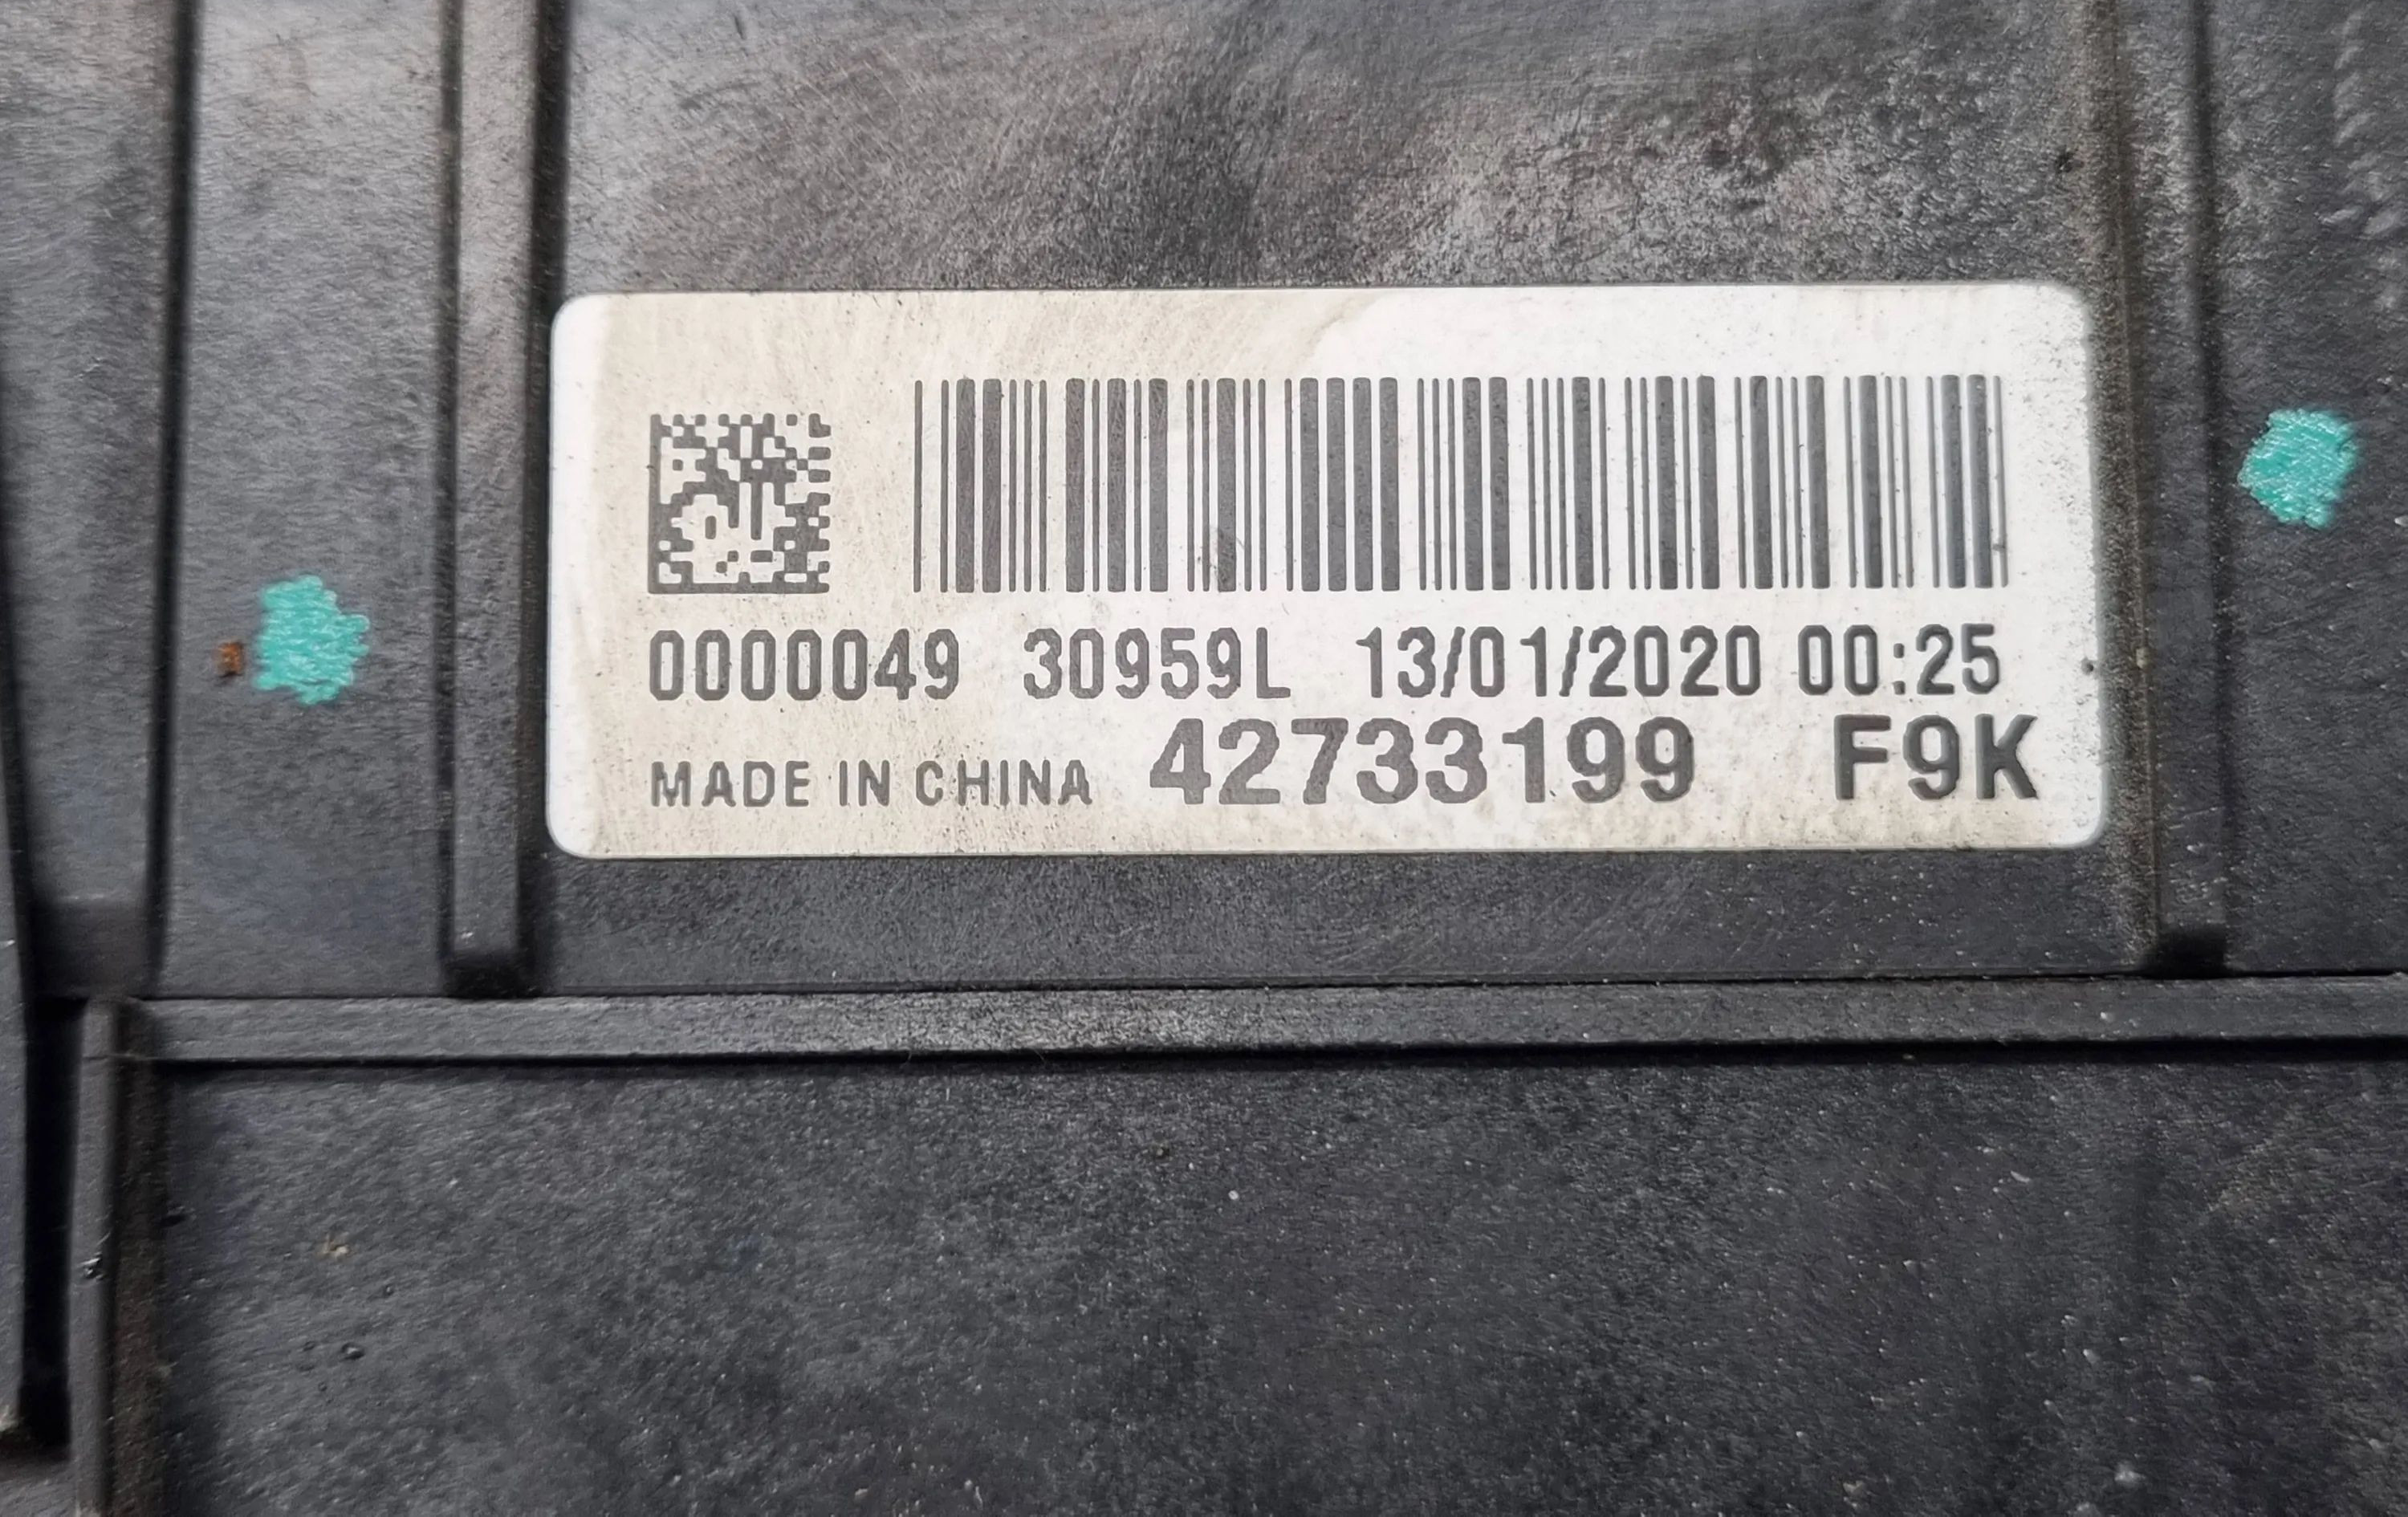 0000049 30959L 13/01/2020 00:25
MADE IN CHINA 42733199 F9K